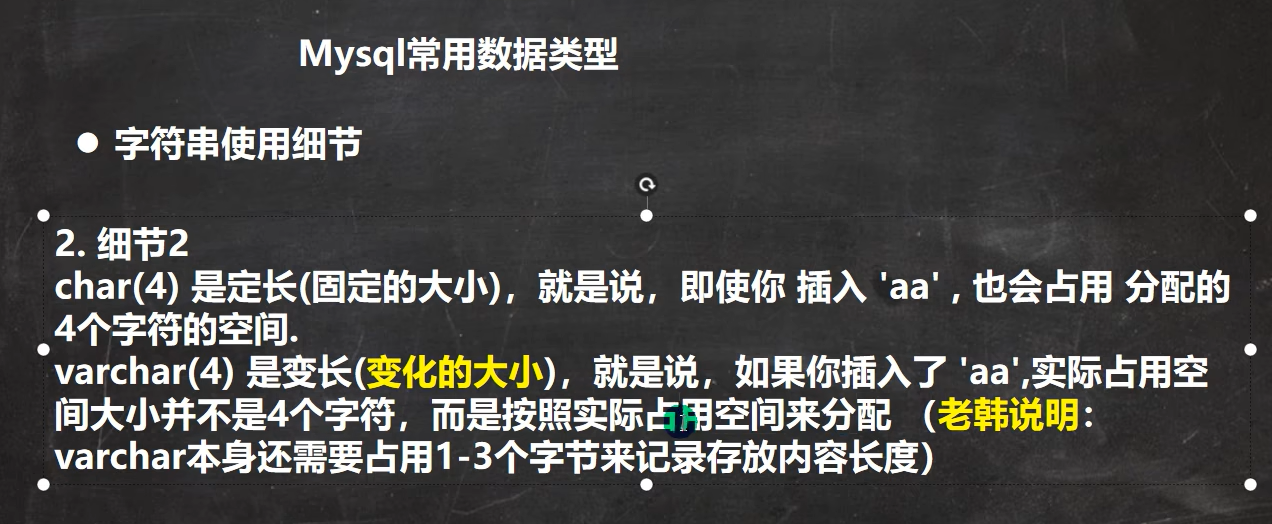 Mysql常用数据类型
● 字符串使用细节
2. 细节2
char(4) 是定长(固定的大小)，就是说，即使你 插入 'aa' , 也会占用 分配的
4个字符的空间.
varchar(4) 是变长(变化的大小)，就是说，如果你插入了 'aa',实际占用空
间大小并不是4个字符，而是按照实际占用空间来分配 （老韩说明：
varchar本身还需要占用1-3个字节来记录存放内容长度）